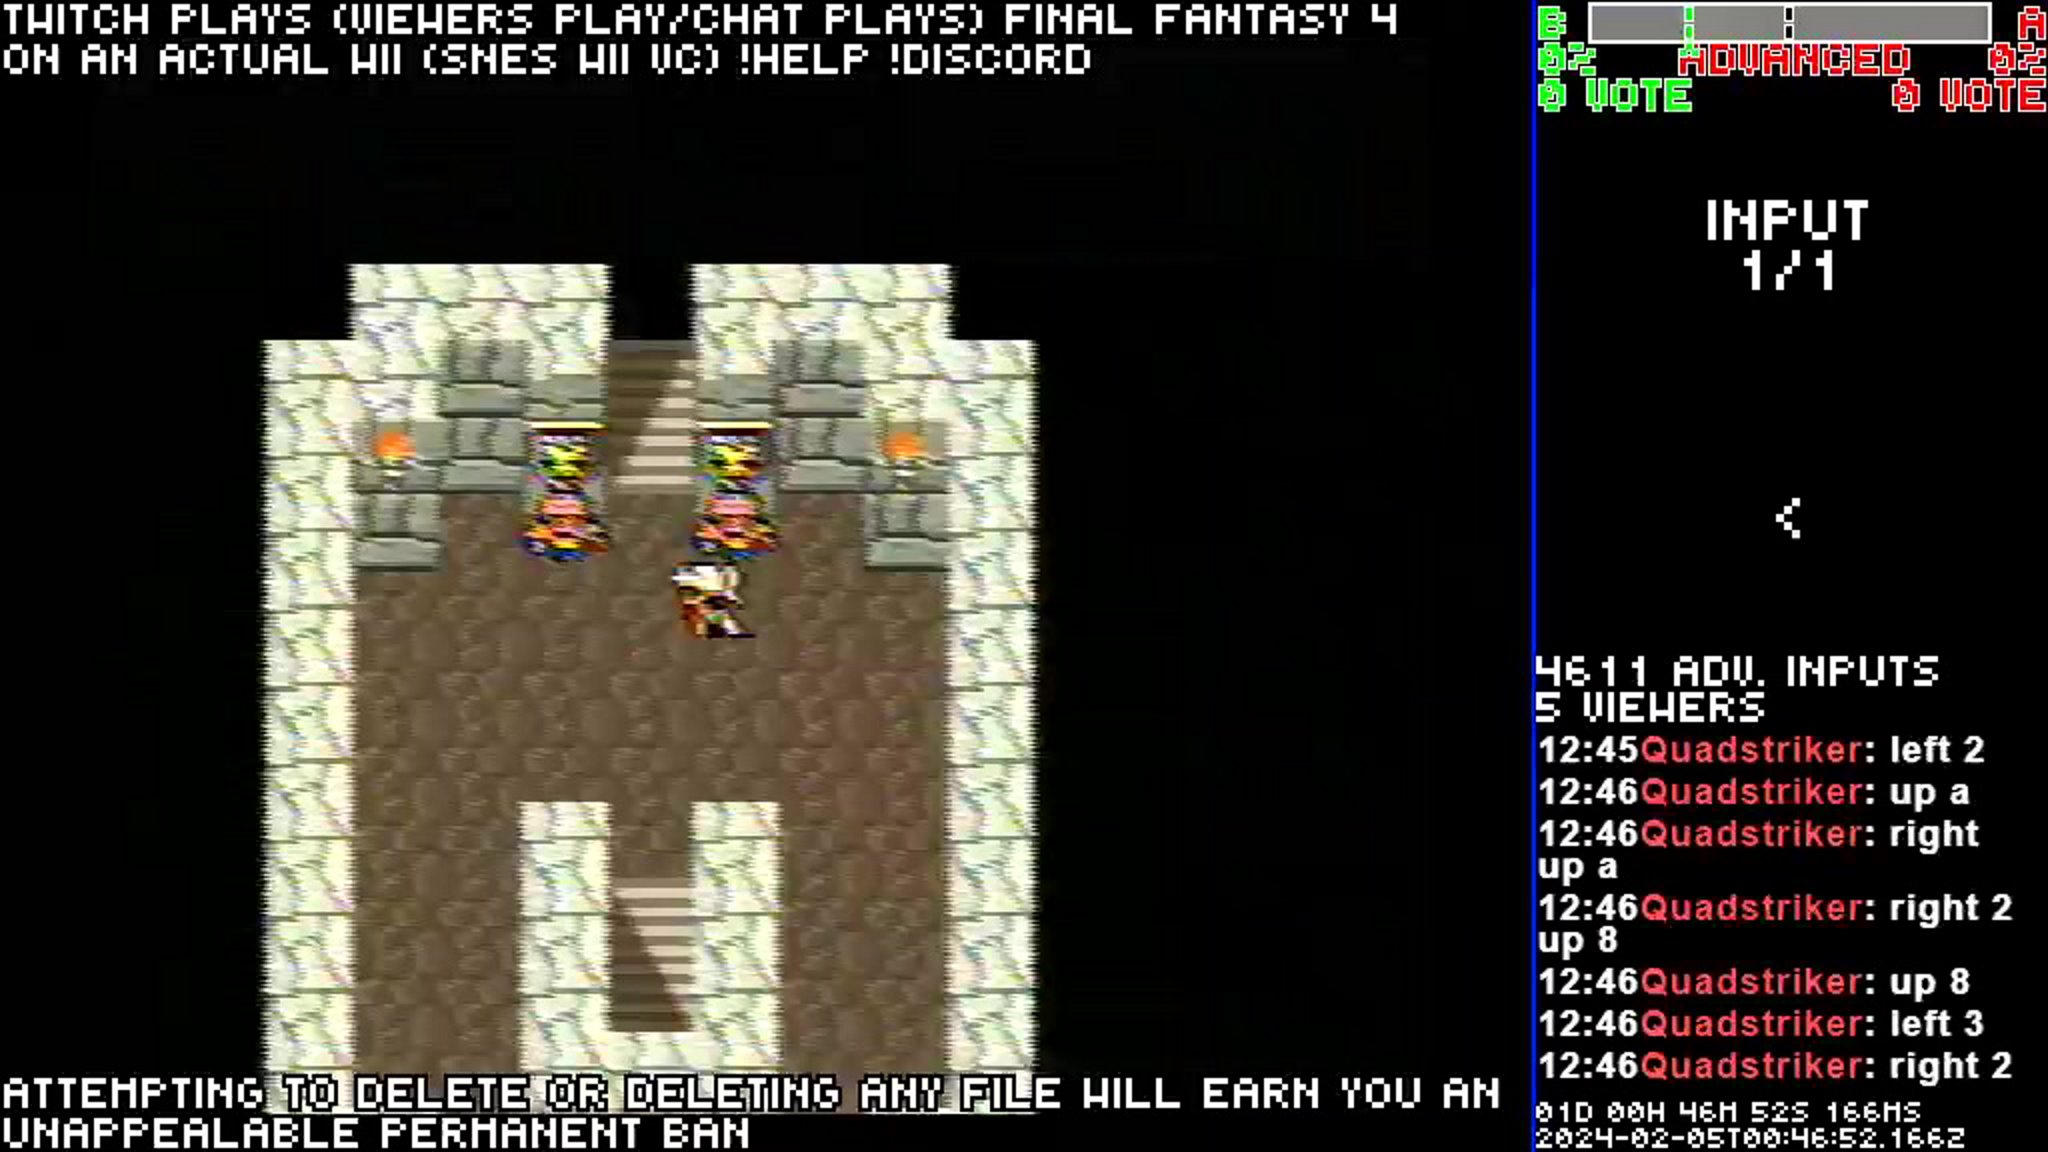 TWITCH PLAYS (VIEWERS PLAY/CHAT PLAYS) FINAL FANTASY 4
ON AN ACTUAL WII (SNES WII VC) !HELP !DISCORD
B A
0% ADVANCED 0%
0 VOTE 0 VOTE
INPUT
1/1
<
4611 ADV. INPUTS
5 VIEWERS
12:45Quadstriker: left 2
12:46Quadstriker: up a
12:46Quadstriker: right
up a
12:46Quadstriker: right 2
up 8
12:46Quadstriker: up 8
12:46Quadstriker: left 3
12:46Quadstriker: right 2
01D 00H 46M 52S 166MS
2024-02-05T00:46:52.166Z
ATTEMPTING TO DELETE OR DELETING ANY FILE WILL EARN YOU AN
UNAPPEALABLE PERMANENT BAN